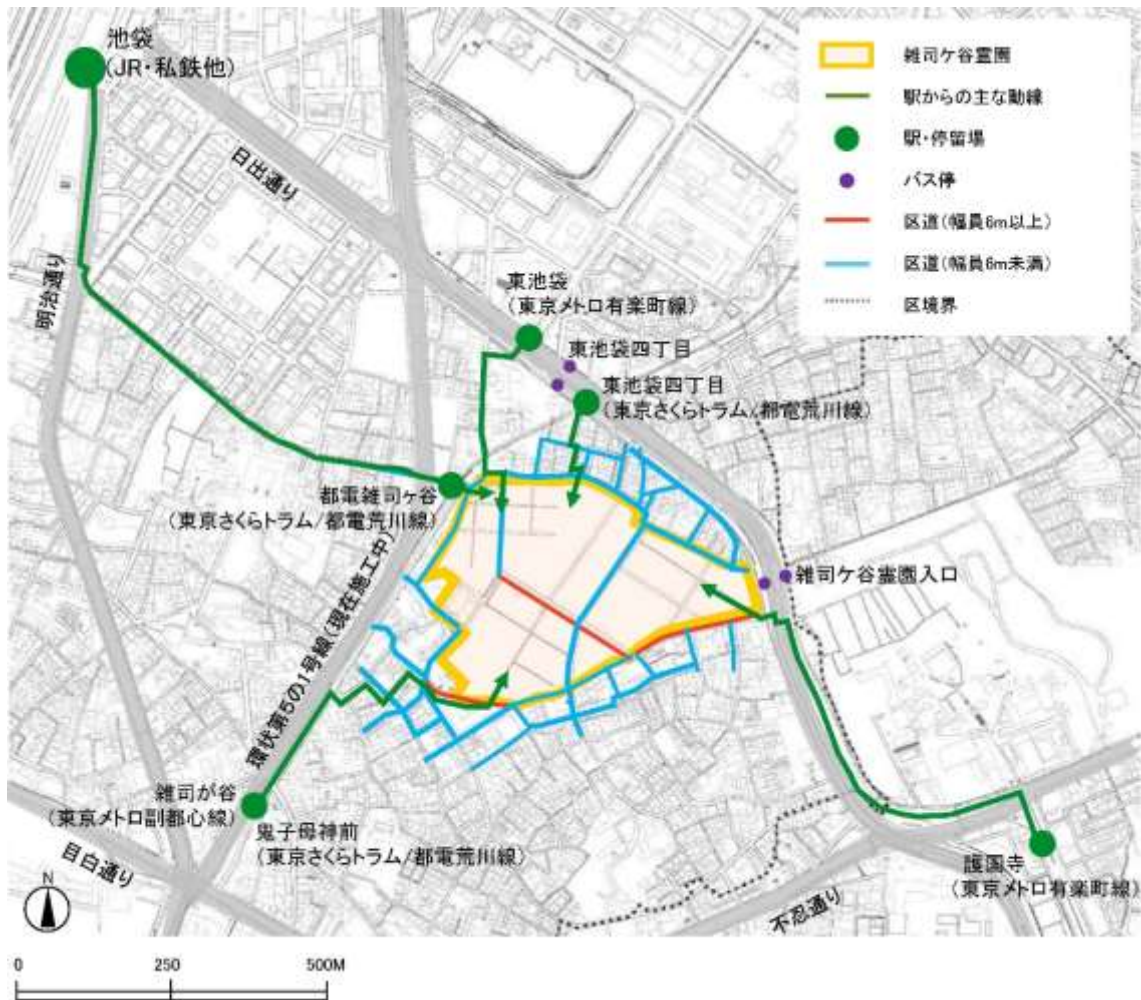 池袋
(JR・私鉄他)
日出通り
明治通り
雑司ケ谷霊園
駅からの主な動線
駅・停留場
バス停
区道(幅員6m以上)
区道(幅員6m未満)
区境界
東池袋
(東京メトロ有楽町線)
東池袋四丁目
東池袋四丁目
(東京さくらトラム/都電荒川線)
都電雑司ヶ谷
(東京さくらトラム/都電荒川線)
環状第5の1号線(現在施工中)
雑司ケ谷霊園入口
雑司が谷
(東京メトロ副都心線)
鬼子母神前
(東京さくらトラム/都電荒川線)
目白通り
不忍通り
護国寺
(東京メトロ有楽町線)
N
0 250 500M